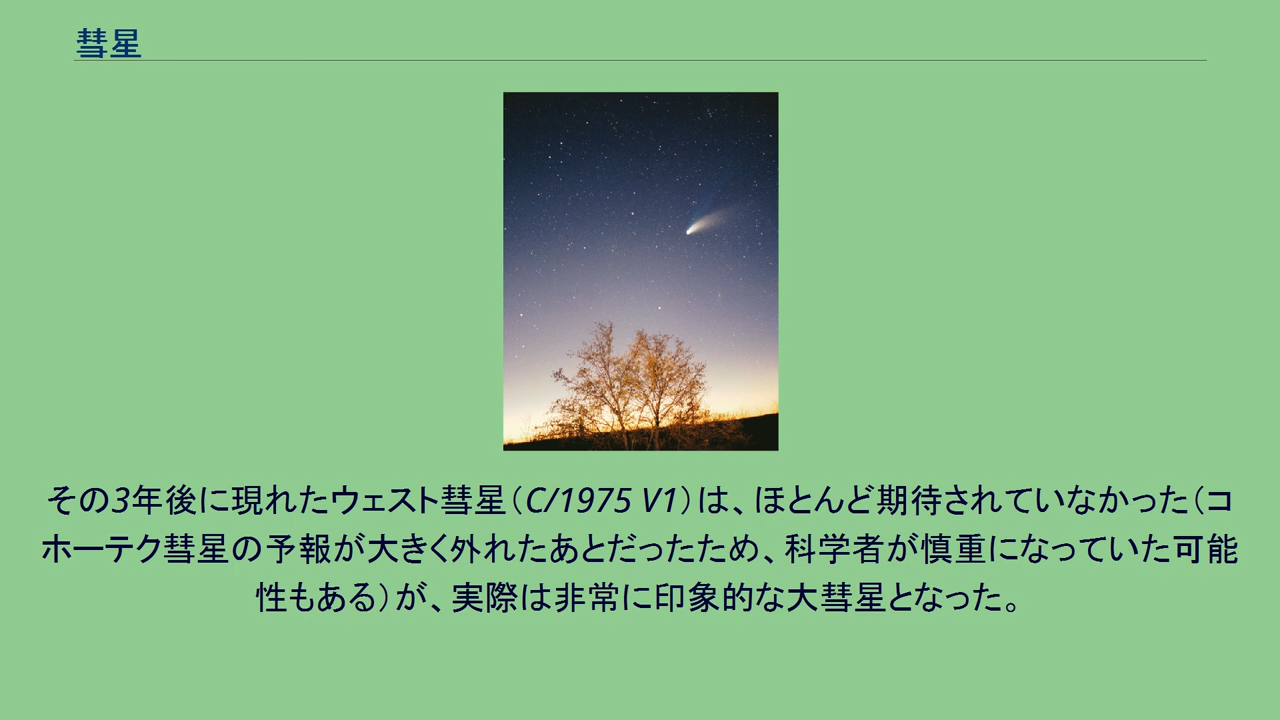 彗星
その3年後に現れたウェスト彗星（C/1975 V1）は、ほとんど期待されていなかった（コ
ホーテク彗星の予報が大きく外れたあとだったため、科学者が慎重になっていた可能
性もある）が、実際は非常に印象的な大彗星となった。